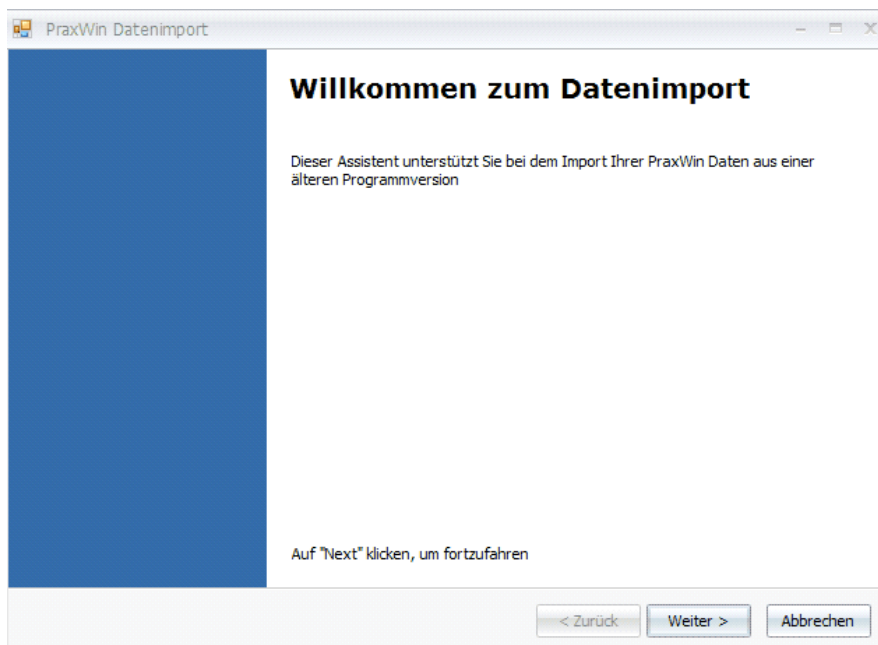 PraxWin Datenimport
Willkommen zum Datenimport
Dieser Assistent unterstützt Sie bei dem Import Ihrer PraxWin Daten aus einer
älteren Programmversion
Auf "Next" klicken, um fortzufahren
< Zurück Weiter > Abbrechen